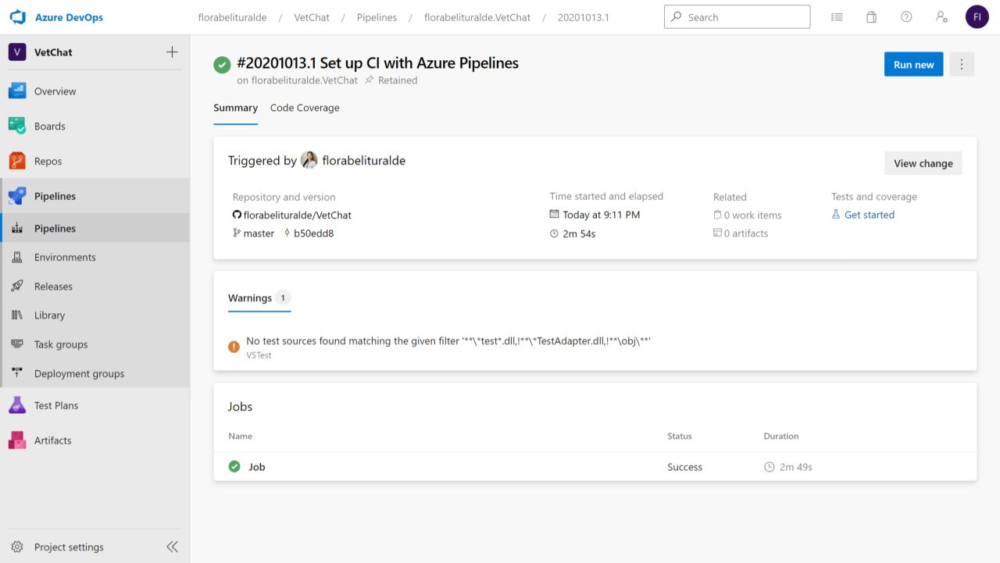 Azure DevOps
florabelituralde / VetChat / Pipelines / florabelituralde.VetChat / 20201013.1
Search
FI
V VetChat
Overview
Boards
Repos
Pipelines
Pipelines
Environments
Releases
Library
Task groups
Deployment groups
Test Plans
Artifacts
Project settings
#20201013.1 Set up CI with Azure Pipelines
on florabelituralde.VetChat Retained
Run new
Summary Code Coverage
Triggered by florabelituralde
View change
Repository and version
florabelituralde/VetChat
master b50edd8
Time started and elapsed
Today at 9:11 PM
2m 54s
Related
0 work items
0 artifacts
Tests and coverage
Get started
Warnings 1
No test sources found matching the given filter '**\*test*.dll,!**\*TestAdapter.dll,!**\obj\**'
VSTest
Jobs
Name Status Duration
Job Success 2m 49s